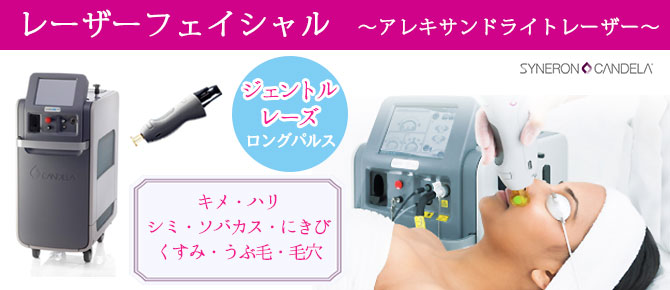 レーザーフェイシャル ～アレキサンドライトレーザー～
SYNERON CANDELA
ジェントル
レーズ
ロングパルス
CANDELA
キメ・ハリ
シミ・ソバカス・にきび
くすみ・うぶ毛・毛穴